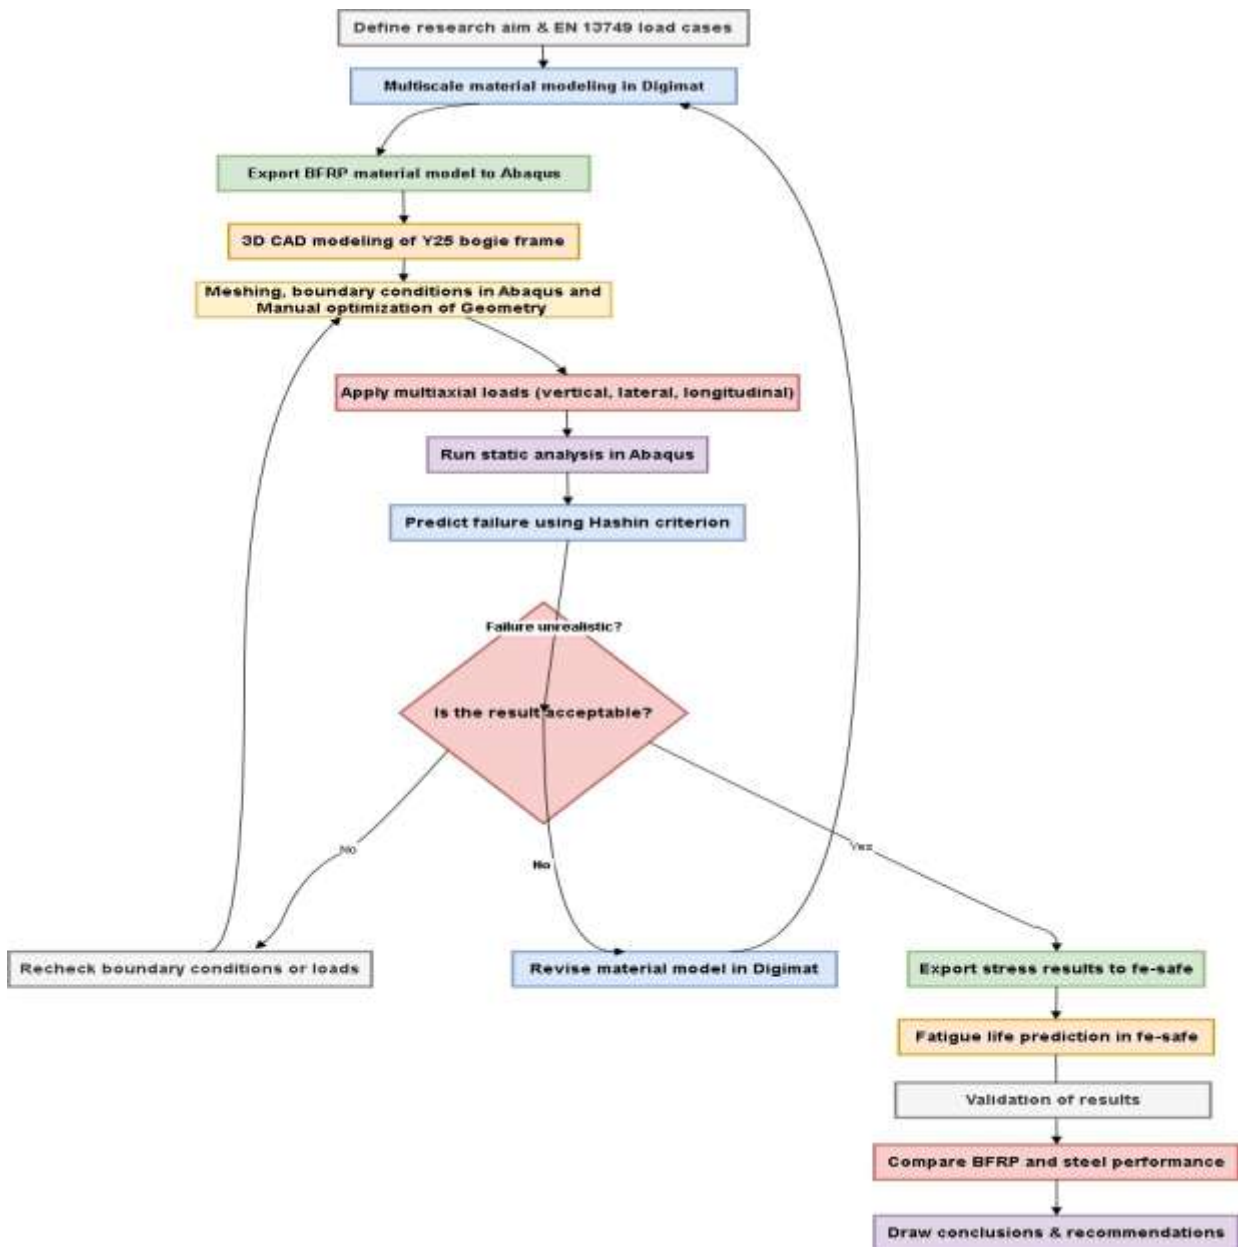 Define research aim & EN 13749 load cases
Multiscale material modeling in Digimat
Export BFRP material model to Abaqus
3D CAD modeling of Y25 bogie frame
Meshing, boundary conditions in Abaqus and
Manual optimization of Geometry
Apply multiaxial loads (vertical, lateral, longitudinal)
Run static analysis in Abaqus
Predict failure using Hashin criterion
Failure unrealistic?
Is the result acceptable?
No
No
Yes
Recheck boundary conditions or loads
Revise material model in Digimat
Export stress results to fe-safe
Fatigue life prediction in fe-safe
Validation of results
Compare BFRP and steel performance
Draw conclusions & recommendations